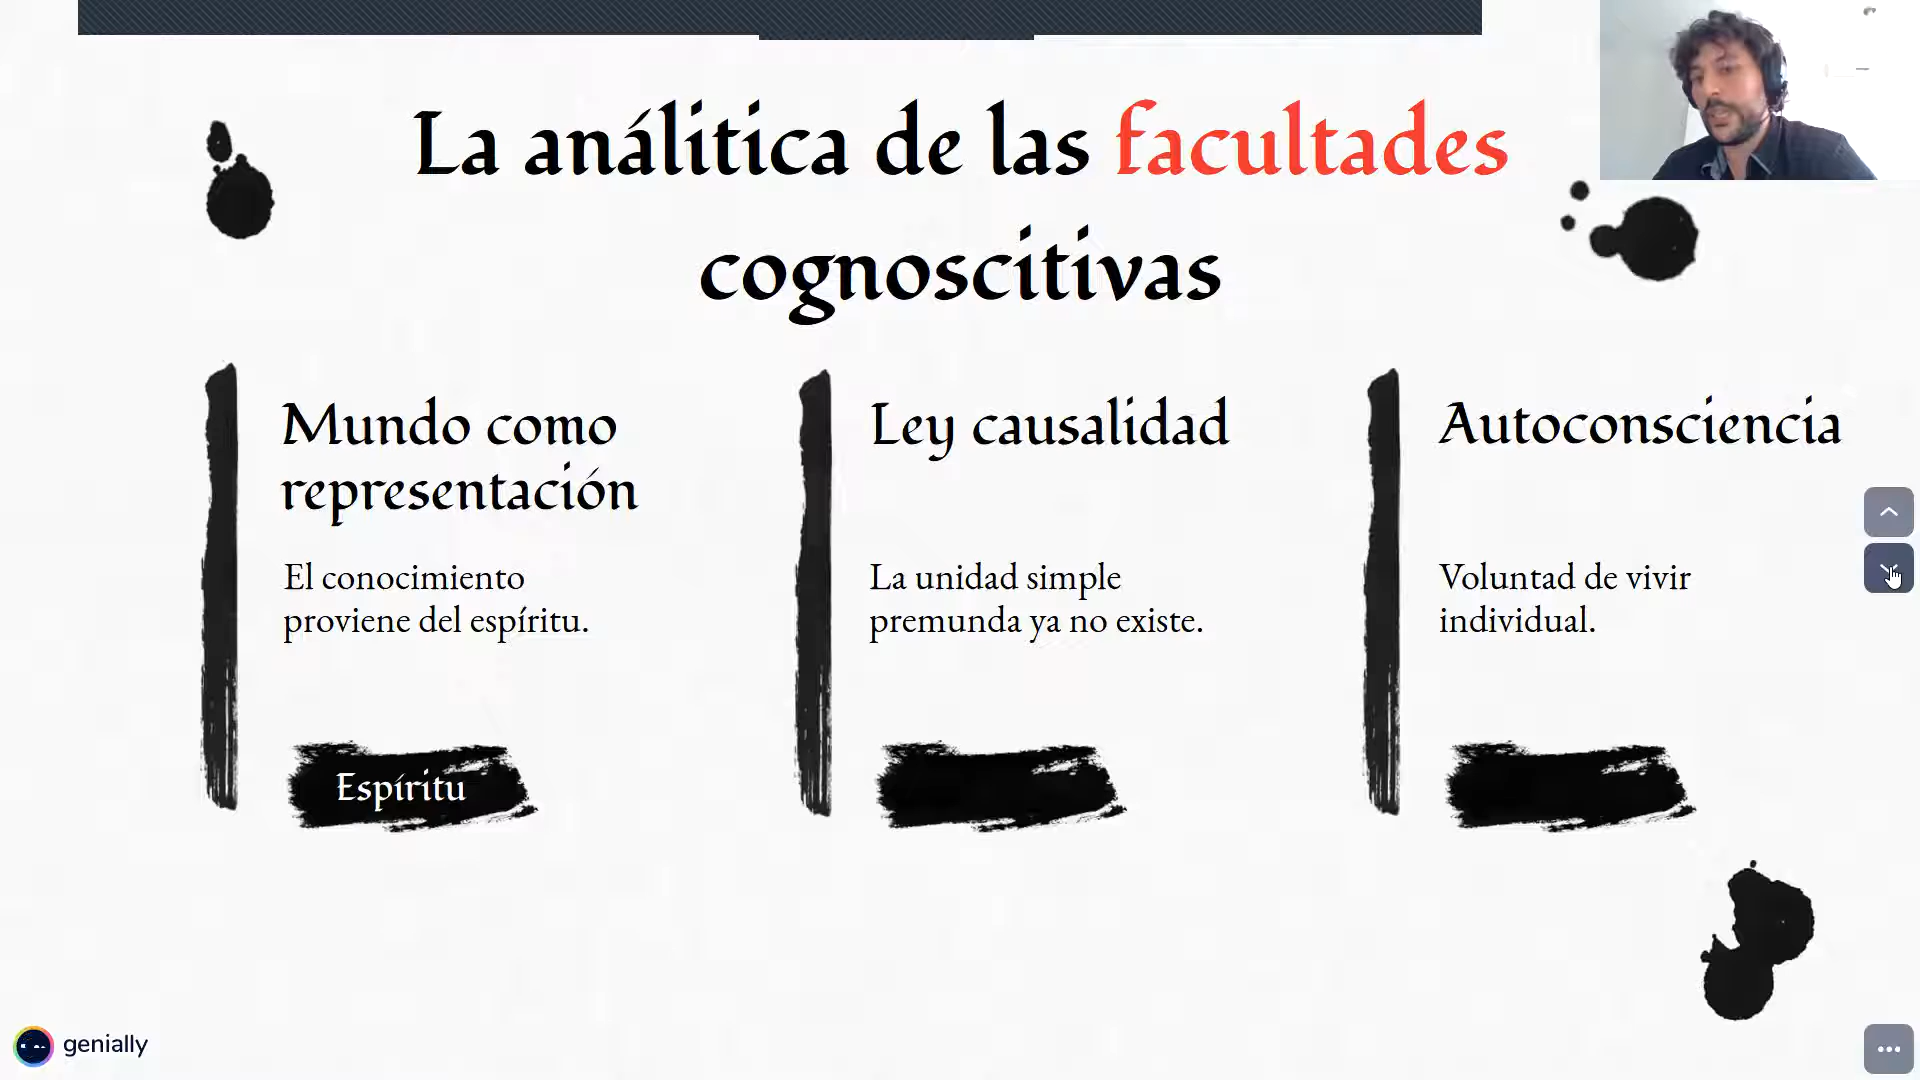 La análitica de las facultades
cognoscitivas
Mundo como
representación
El conocimiento
proviene del espíritu.
Espíritu
Ley causalidad
La unidad simple
premunda ya no existe.
Autoconsciencia
Voluntad de vivir
individual.
genially